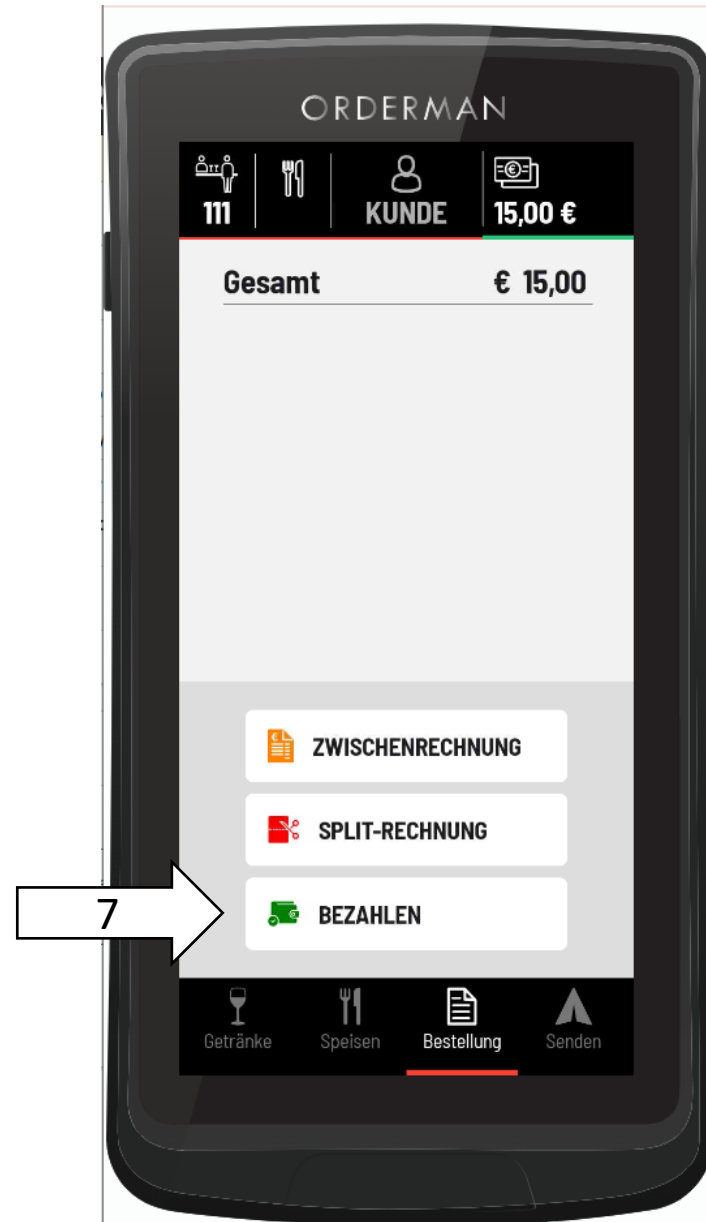 ORDERMAN
111 KUNDE 15,00 €
Gesamt € 15,00
ZWISCHENRECHNUNG
SPLIT-RECHNUNG
7 BEZAHLEN
Getränke Speisen Bestellung Senden